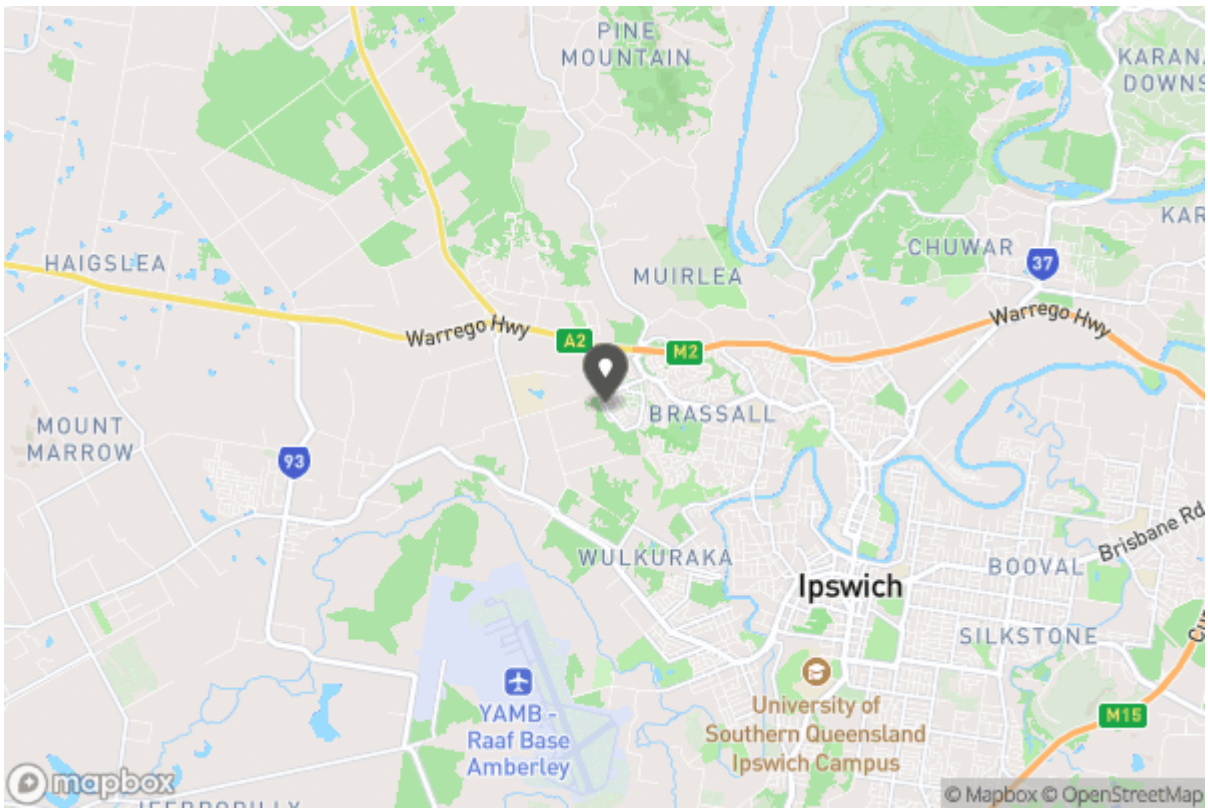 PINE
MOUNTAIN
KARANA
DOWNS
HAIGSLEA
MUIRLEA
CHUWAR
37
KAR
Warrego Hwy
A2
M2
Warrego Hwy
MOUNT
MARROW
BRASSALL
93
WULKURAKA
Ipswich
BOOVAL
Brisbane Rd
SILKSTONE
YAMB -
Raaf Base
Amberley
University of
Southern Queensland
Ipswich Campus
M15
mapbox
© Mapbox © OpenStreetMap